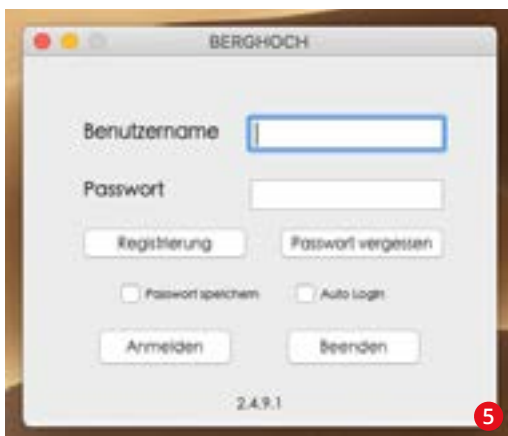 BERGHOCH
Benutzername
Passwort
Registrierung Passwort vergessen
Passwort speichern Auto Login
Anmelden Beenden
2.4.9.1
5